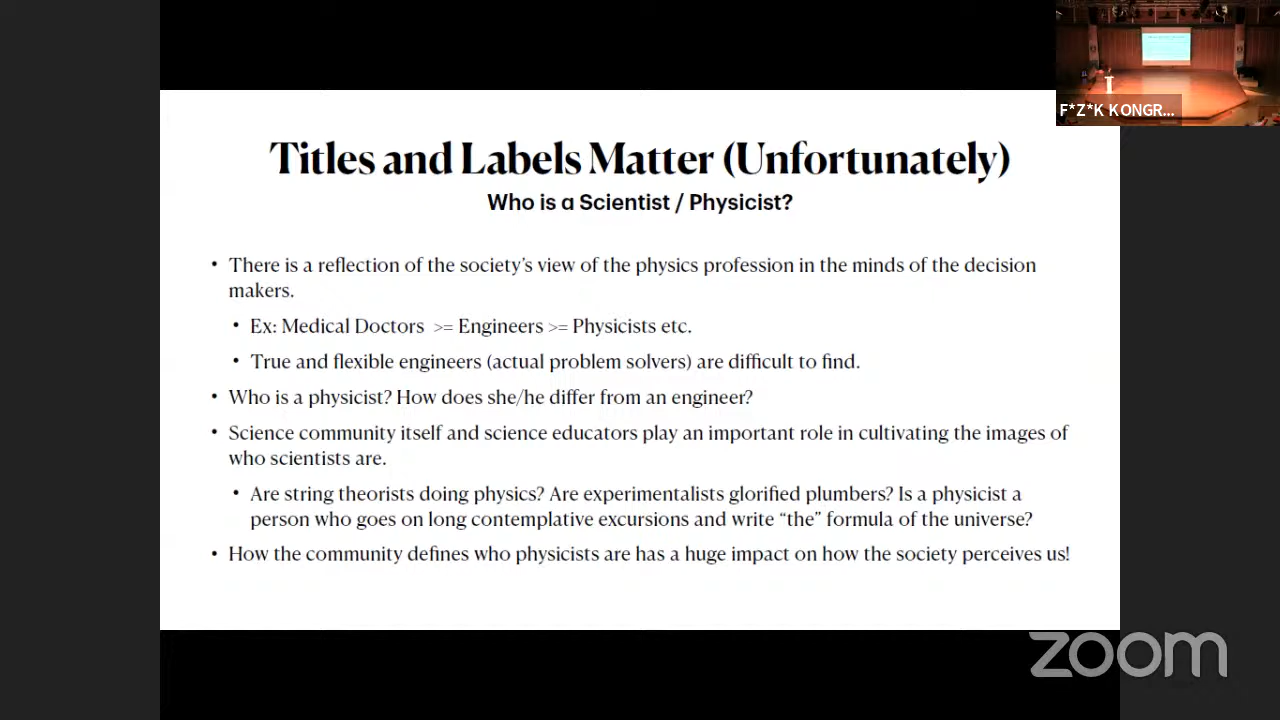 F*Z*K KONGR...
Titles and Labels Matter (Unfortunately)
Who is a Scientist / Physicist?
• There is a reflection of the society's view of the physics profession in the minds of the decision
makers.
• Ex: Medical Doctors >= Engineers >= Physicists etc.
• True and flexible engineers (actual problem solvers) are difficult to find.
• Who is a physicist? How does she/he differ from an engineer?
• Science community itself and science educators play an important role in cultivating the images of
who scientists are.
• Are string theorists doing physics? Are experimentalists glorified plumbers? Is a physicist a
person who goes on long contemplative excursions and write “the” formula of the universe?
• How the community defines who physicists are has a huge impact on how the society perceives us!
zoom